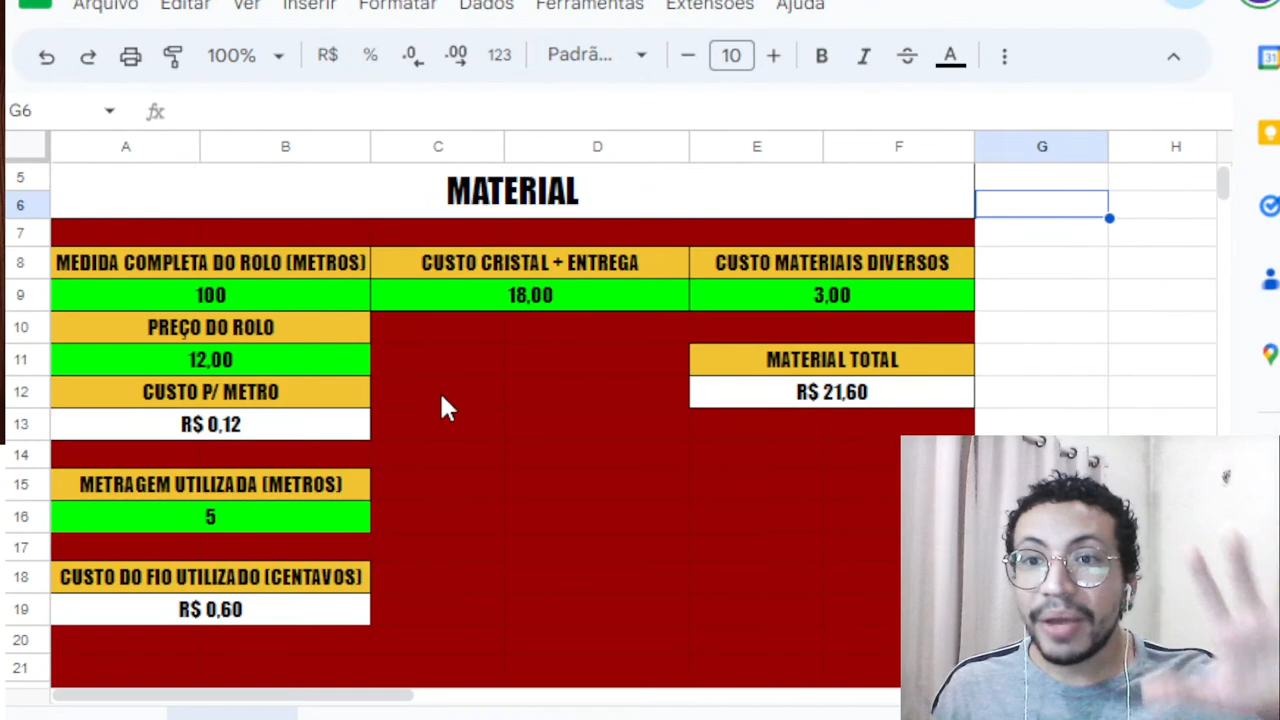 Arquivo Editar Ver Inserir Formatar Dados Ferramentas Extensões Ajuda
100% R$ % .0 .00 123 Padrã... 10 B I S A
G6 fx
A B C D E F G H
5
MATERIAL
6
7
8 MEDIDA COMPLETA DO ROLO (METROS) CUSTO CRISTAL + ENTREGA CUSTO MATERIAIS DIVERSOS
9 100 18,00 3,00
10 PREÇO DO ROLO
11 12,00 MATERIAL TOTAL
12 CUSTO P/ METRO R$ 21,60
13 R$ 0,12
14
15 METRAGEM UTILIZADA (METROS)
16 5
17
18 CUSTO DO FIO UTILIZADO (CENTAVOS)
19 R$ 0,60
20
21
31